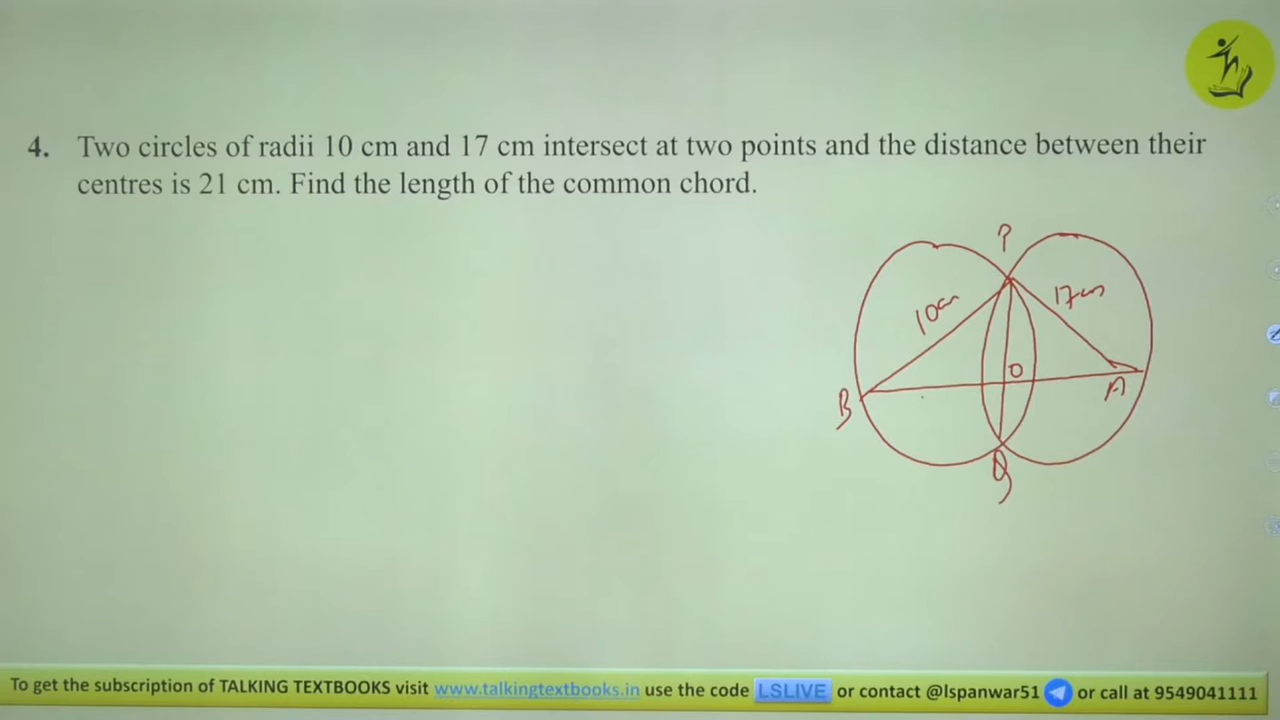 4. Two circles of radii 10 cm and 17 cm intersect at two points and the distance between their
centres is 21 cm. Find the length of the common chord.
P
10cm
17cm
O
B
A
Q
To get the subscription of TALKING TEXTBOOKS visit www.talkingtextbooks.in use the code LSLIVE or contact @lspanwar51 or call at 9549041111